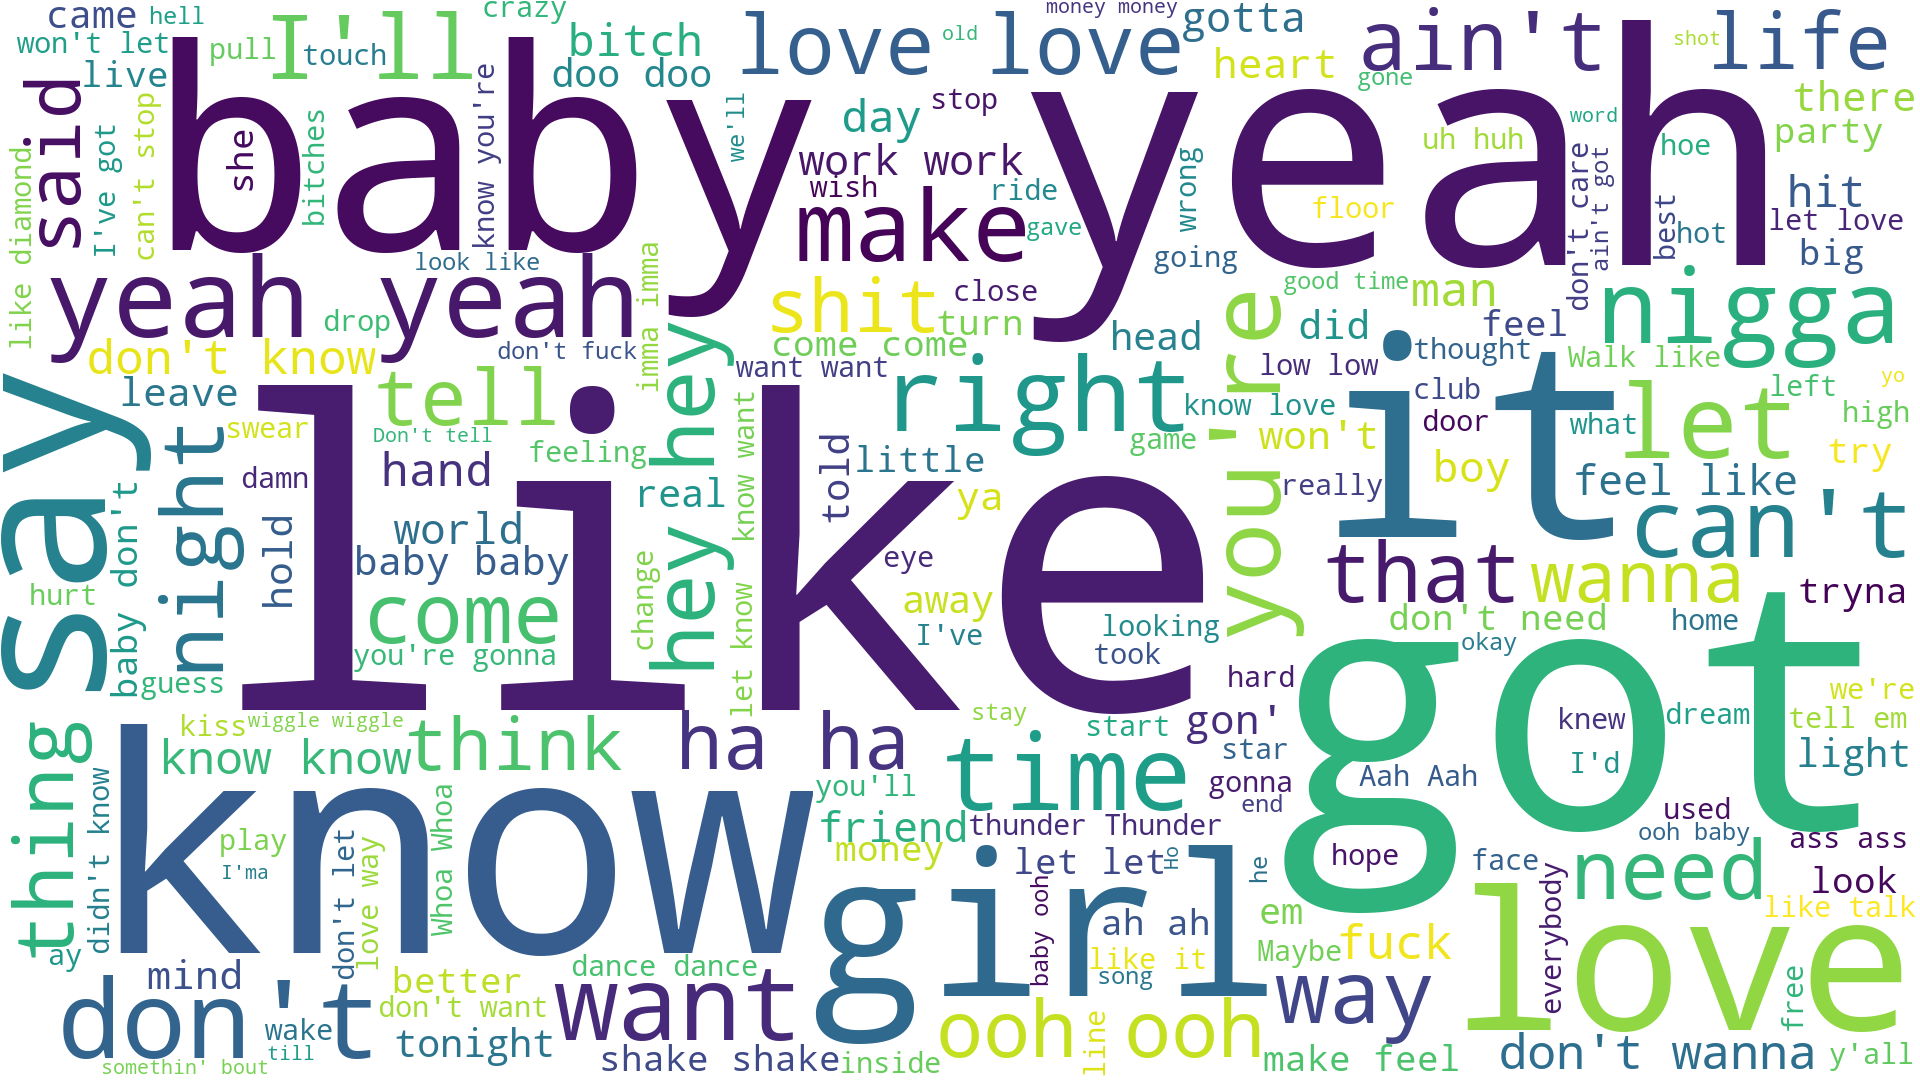 came
hell
crazy
money money
gotta
ain't
life
won't let
pull
I'll
touch
bitch
love love
old
heart
gone
shot
live
doo doo
there
said
baby
yeah
stop
day
party
can't stop
bitches
know you're
we'll
work work
uh huh
word
hoe
I've got
she
wish
ride
wrong
floor
don't care
ain't got
best
hit
like diamond
make
gave
let love
hot
look like
going
big
yeah yeah
imma imma
shit
close
good time
man
nigga
drop
turn
head
did
feel
don't know
don't fuck
come come
thought
Walk like
leave
tell
hey hey
want want
right
you're
low low
it
let
left
yo
say
club
high
swear
Don't tell
know love
door
what
night
feeling
told
game
won't
try
damn
hand
little
boy
feel like
baby don't
like
real
know want
ya
really
can't
hold
world
baby baby
eye
that
wanna
hurt
come
change
away
tryna
I've
looking
don't need
home
you're gonna
let know
took
okay
guess
hard
got
we're
kiss
wiggle wiggle
stay
start
gon'
knew
dream
tell em
thing
know know
think
ha ha
time
star
light
didn't know
know
you'll
gonna
Aah Aah
I'd
Whoa Whoa
end
used
play
don't let
love way
friend
thunder Thunder
ooh baby
ass ass
I'ma
money
let let
Ho
he
hope
face
need
look
girl
baby ooh
ah ah
em
everybody
like talk
ay
fuck
love
mind
better
dance dance
like it
Maybe
don't
don't want
want
song
way
free
wake
tonight
ooh ooh
line
till
shake shake
inside
make feel
don't wanna
y'all
somethin' bout